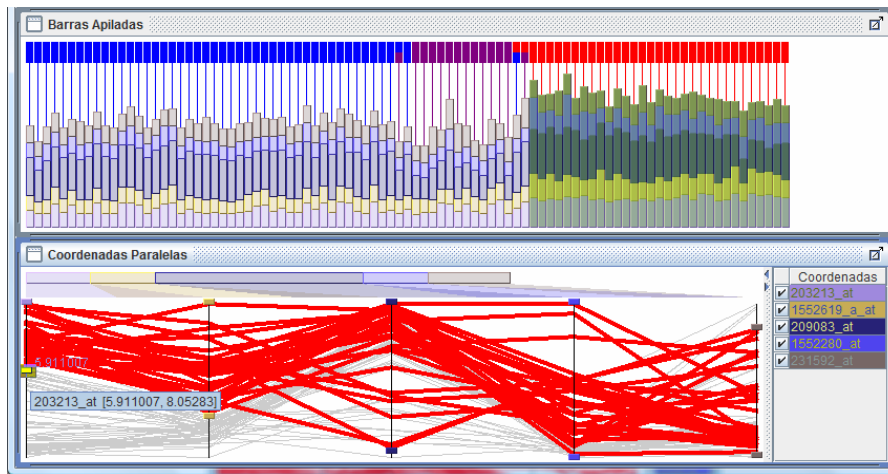 Barras Apiladas
Coordenadas Paralelas
5.911007
203213_at [5.911007, 8.05283]
Coordenadas
203213_at
1552619_a_at
209083_at
1552280_at
231592_at